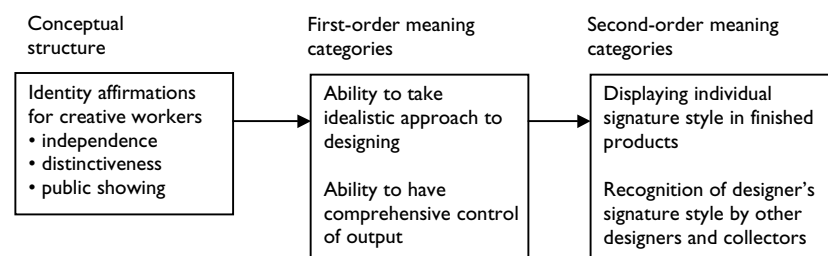 Conceptual
structure
First-order meaning
categories
Second-order meaning
categories
Identity affirmations
for creative workers
• independence
• distinctiveness
• public showing
Ability to take
idealistic approach to
designing
Ability to have
comprehensive control
of output
Displaying individual
signature style in finished
products
Recognition of designer's
signature style by other
designers and collectors